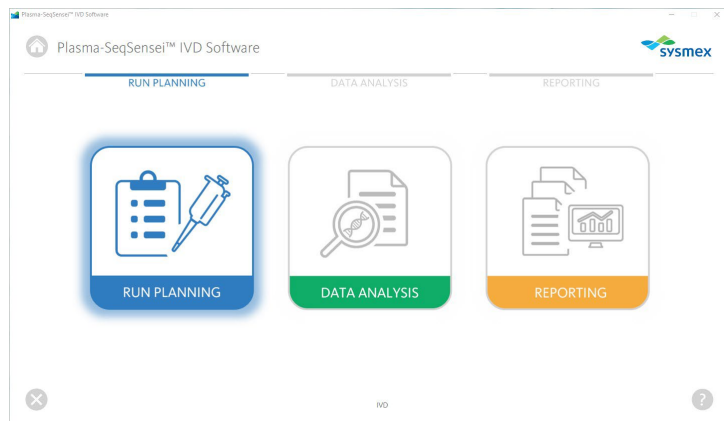 Plasma-SeqSensei™ IVD Software
Plasma-SeqSensei™ IVD Software
sysmex
RUN PLANNING
DATA ANALYSIS
REPORTING
RUN PLANNING
DATA ANALYSIS
REPORTING
IVD
?